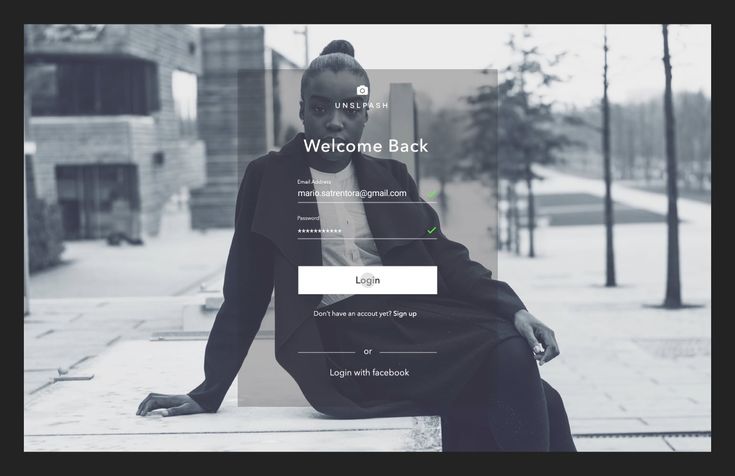 UNSLPASH
Welcome Back
Email Address
mario.satrentora@gmail.com
Password
***********
Login
Don't have an accout yet? Sign up
or
Login with facebook